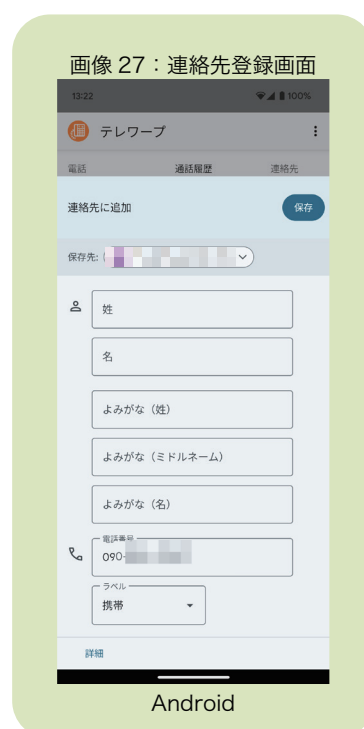 画像 27：連絡先登録画面
13:22
100%
テレワープ
電話 通話履歴 連絡先
連絡先に追加 保存
保存先:
姓
名
よみがな（姓）
よみがな（ミドルネーム）
よみがな（名）
電話番号
090-
ラベル
携帯
詳細
Android